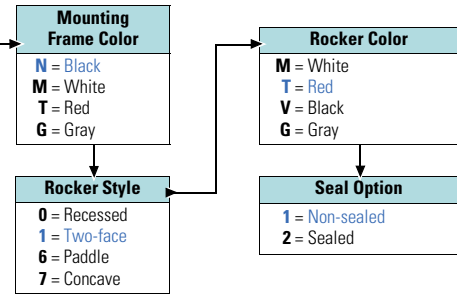 Mounting
Frame Color
N = Black
M = White
T = Red
G = Gray
Rocker Style
0 = Recessed
1 = Two-face
6 = Paddle
7 = Concave
Rocker Color
M = White
T = Red
V = Black
G = Gray
Seal Option
1 = Non-sealed
2 = Sealed